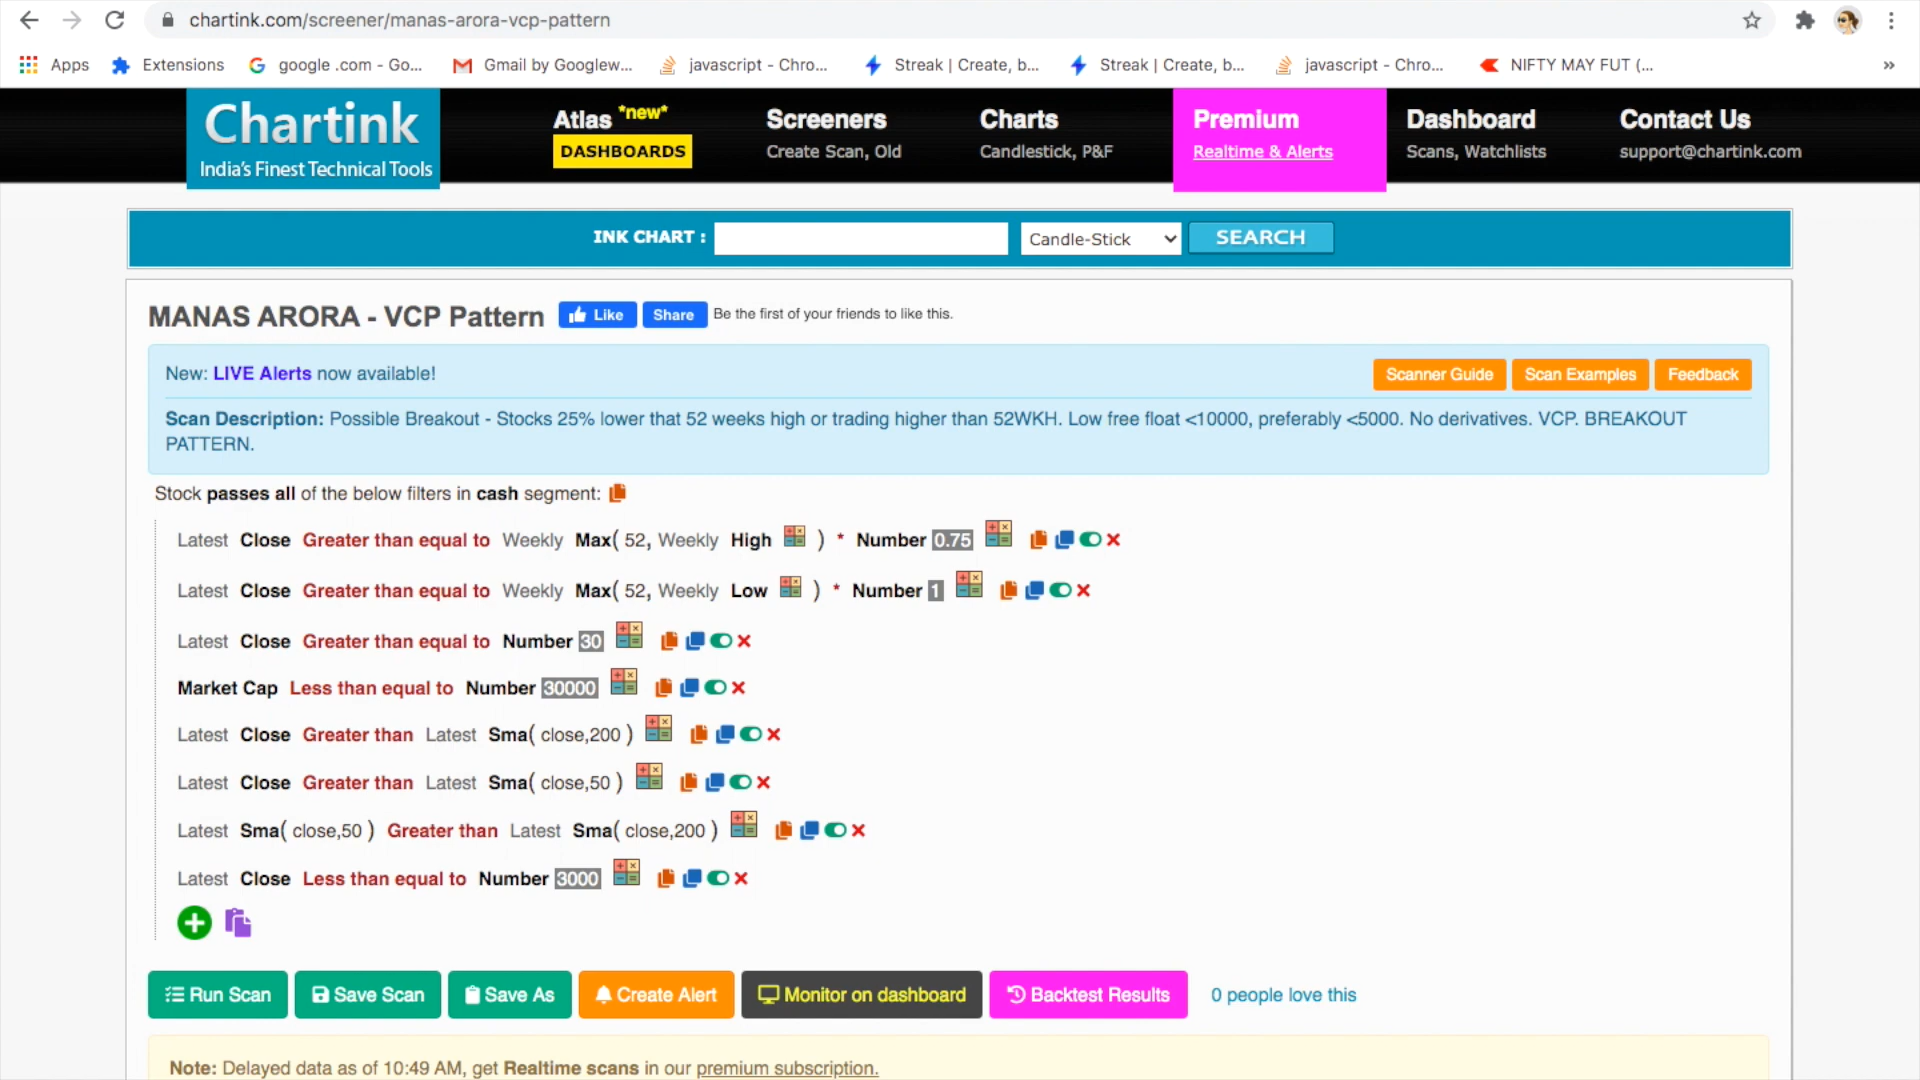 chartink.com/screener/manas-arora-vcp-pattern
Apps Extensions google .com - Go... Gmail by Googlew... javascript - Chro... Streak | Create, b... Streak | Create, b... javascript - Chro... NIFTY MAY FUT (... »
Chartink
India's Finest Technical Tools
Atlas *new*
DASHBOARDS
Screeners
Create Scan, Old
Charts
Candlestick, P&F
Premium
Realtime & Alerts
Dashboard
Scans, Watchlists
Contact Us
support@chartink.com
INK CHART : Candle-Stick SEARCH
MANAS ARORA - VCP Pattern Like Share Be the first of your friends to like this.
New: LIVE Alerts now available! Scanner Guide Scan Examples Feedback
Scan Description: Possible Breakout - Stocks 25% lower that 52 weeks high or trading higher than 52WKH. Low free float <10000, preferably <5000. No derivatives. VCP. BREAKOUT
PATTERN.
Stock passes all of the below filters in cash segment:
Latest Close Greater than equal to Weekly Max( 52, Weekly High ) * Number 0.75
Latest Close Greater than equal to Weekly Max( 52, Weekly Low ) * Number 1
Latest Close Greater than equal to Number 30
Market Cap Less than equal to Number 30000
Latest Close Greater than Latest Sma( close,200 )
Latest Close Greater than Latest Sma( close,50 )
Latest Sma( close,50 ) Greater than Latest Sma( close,200 )
Latest Close Less than equal to Number 3000
Run Scan Save Scan Save As Create Alert Monitor on dashboard Backtest Results 0 people love this
Note: Delayed data as of 10:49 AM, get Realtime scans in our premium subscription.